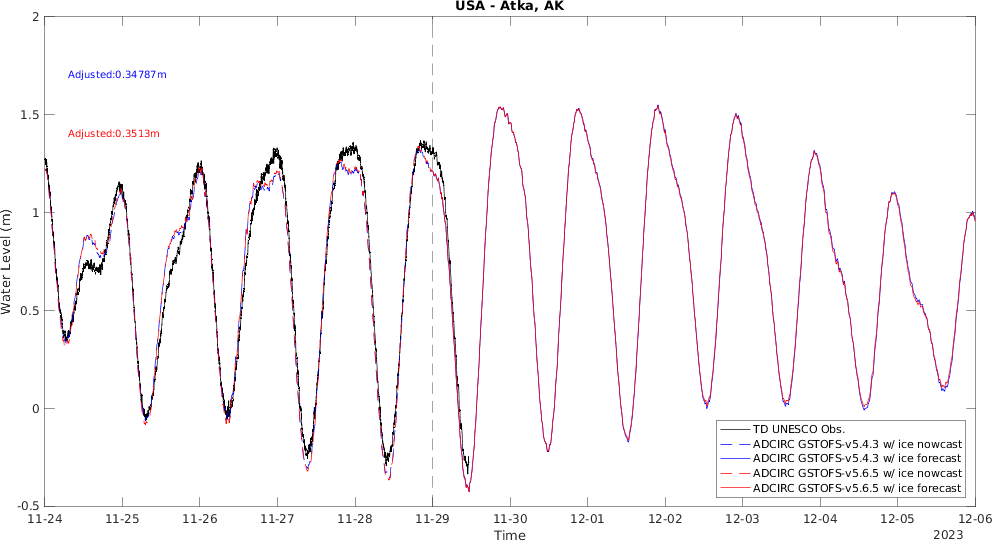 USA - Atka, AK
2
Adjusted:0.34787m
1.5
Adjusted:0.3513m
1
Water Level (m)
0.5
0
-0.5
TD UNESCO Obs.
ADCIRC GSTOFS-v5.4.3 w/ ice nowcast
ADCIRC GSTOFS-v5.4.3 w/ ice forecast
ADCIRC GSTOFS-v5.6.5 w/ ice nowcast
ADCIRC GSTOFS-v5.6.5 w/ ice forecast
11-24 11-25 11-26 11-27 11-28 11-29 11-30 12-01 12-02 12-03 12-04 12-05 12-06
Time
2023